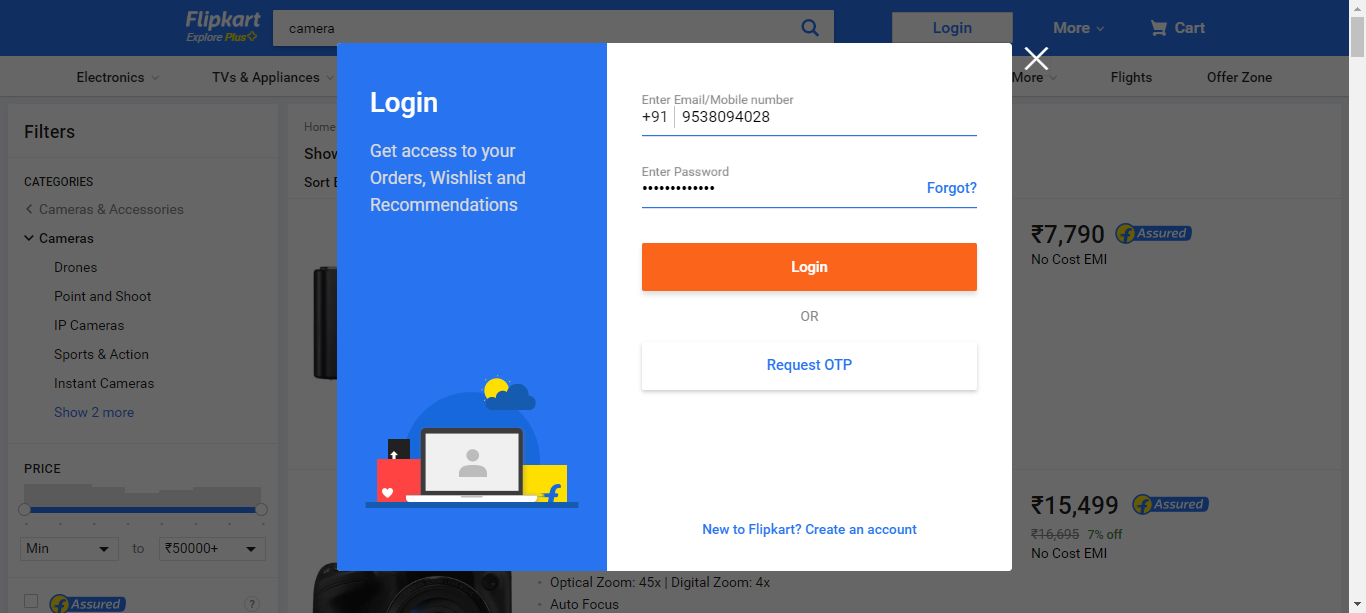 Flipkart
Explore Plus
camera
Login
More
Cart
Electronics
TVs & Appliances
More
Flights
Offer Zone
Filters
CATEGORIES
Cameras & Accessories
Cameras
Drones
Point and Shoot
IP Cameras
Sports & Action
Instant Cameras
Show 2 more
PRICE
Min
to
₹50000+
Assured
?
Home
Sort
Login
Get access to your
Orders, Wishlist and
Recommendations
Enter Email/Mobile number
+91 9538094028
Enter Password
•••••••••••••
Forgot?
Login
OR
Request OTP
New to Flipkart? Create an account
₹7,790 Assured
No Cost EMI
₹15,499 Assured
₹16,695 7% off
No Cost EMI
Optical Zoom: 45x | Digital Zoom: 4x
Auto Focus